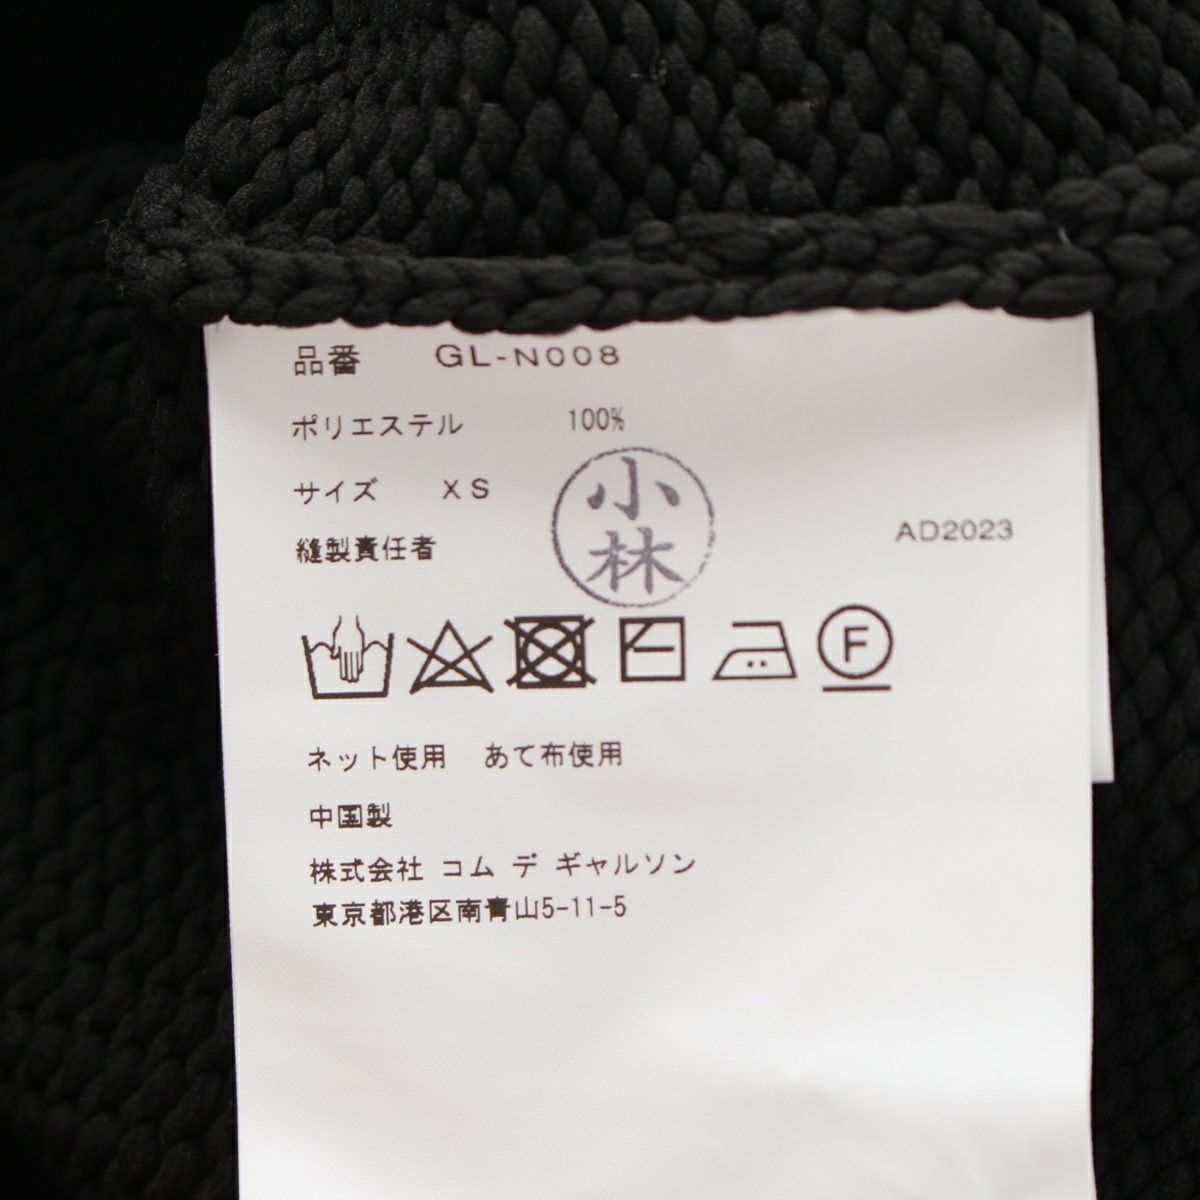 品番 GL-N008
ポリエステル 100%
サイズ XS
小林
縫製責任者
AD2023
F
ネット使用 あて布使用
中国製
株式会社 コム デ ギャルソン
東京都港区南青山5-11-5